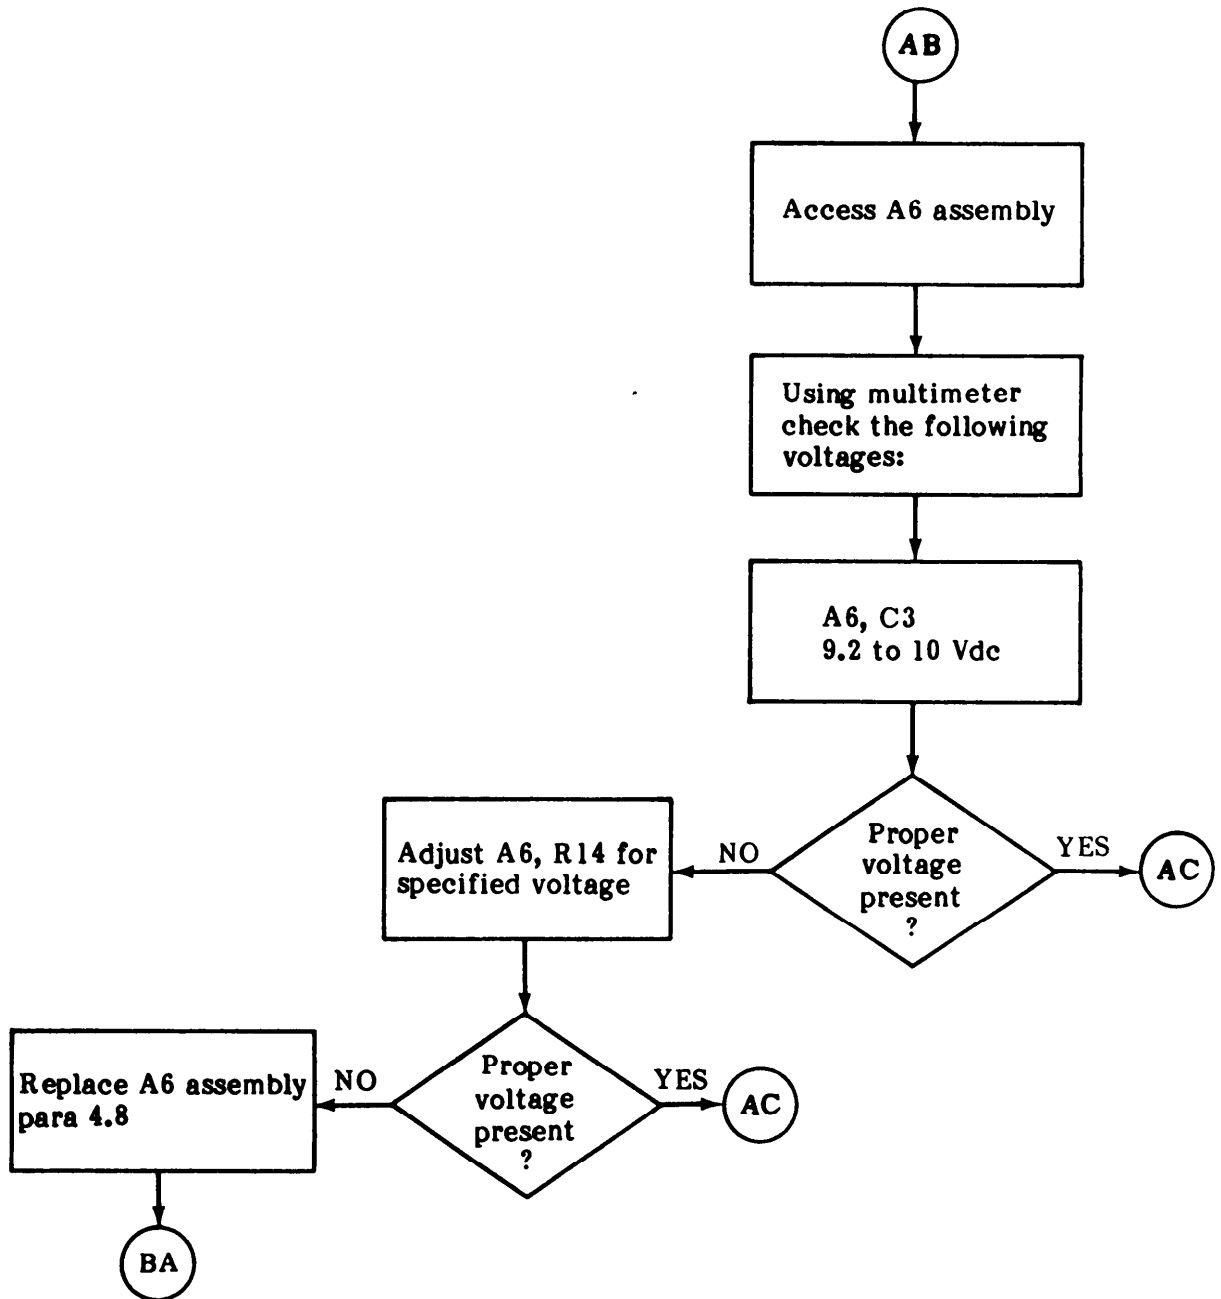 AB
Access A6 assembly
Using multimeter
check the following
voltages:
A6, C3
9.2 to 10 Vdc
Proper
voltage
present
?
YES
AC
NO
Adjust A6, R14 for
specified voltage
Proper
voltage
present
?
YES
AC
NO
Replace A6 assembly
para 4.8
BA